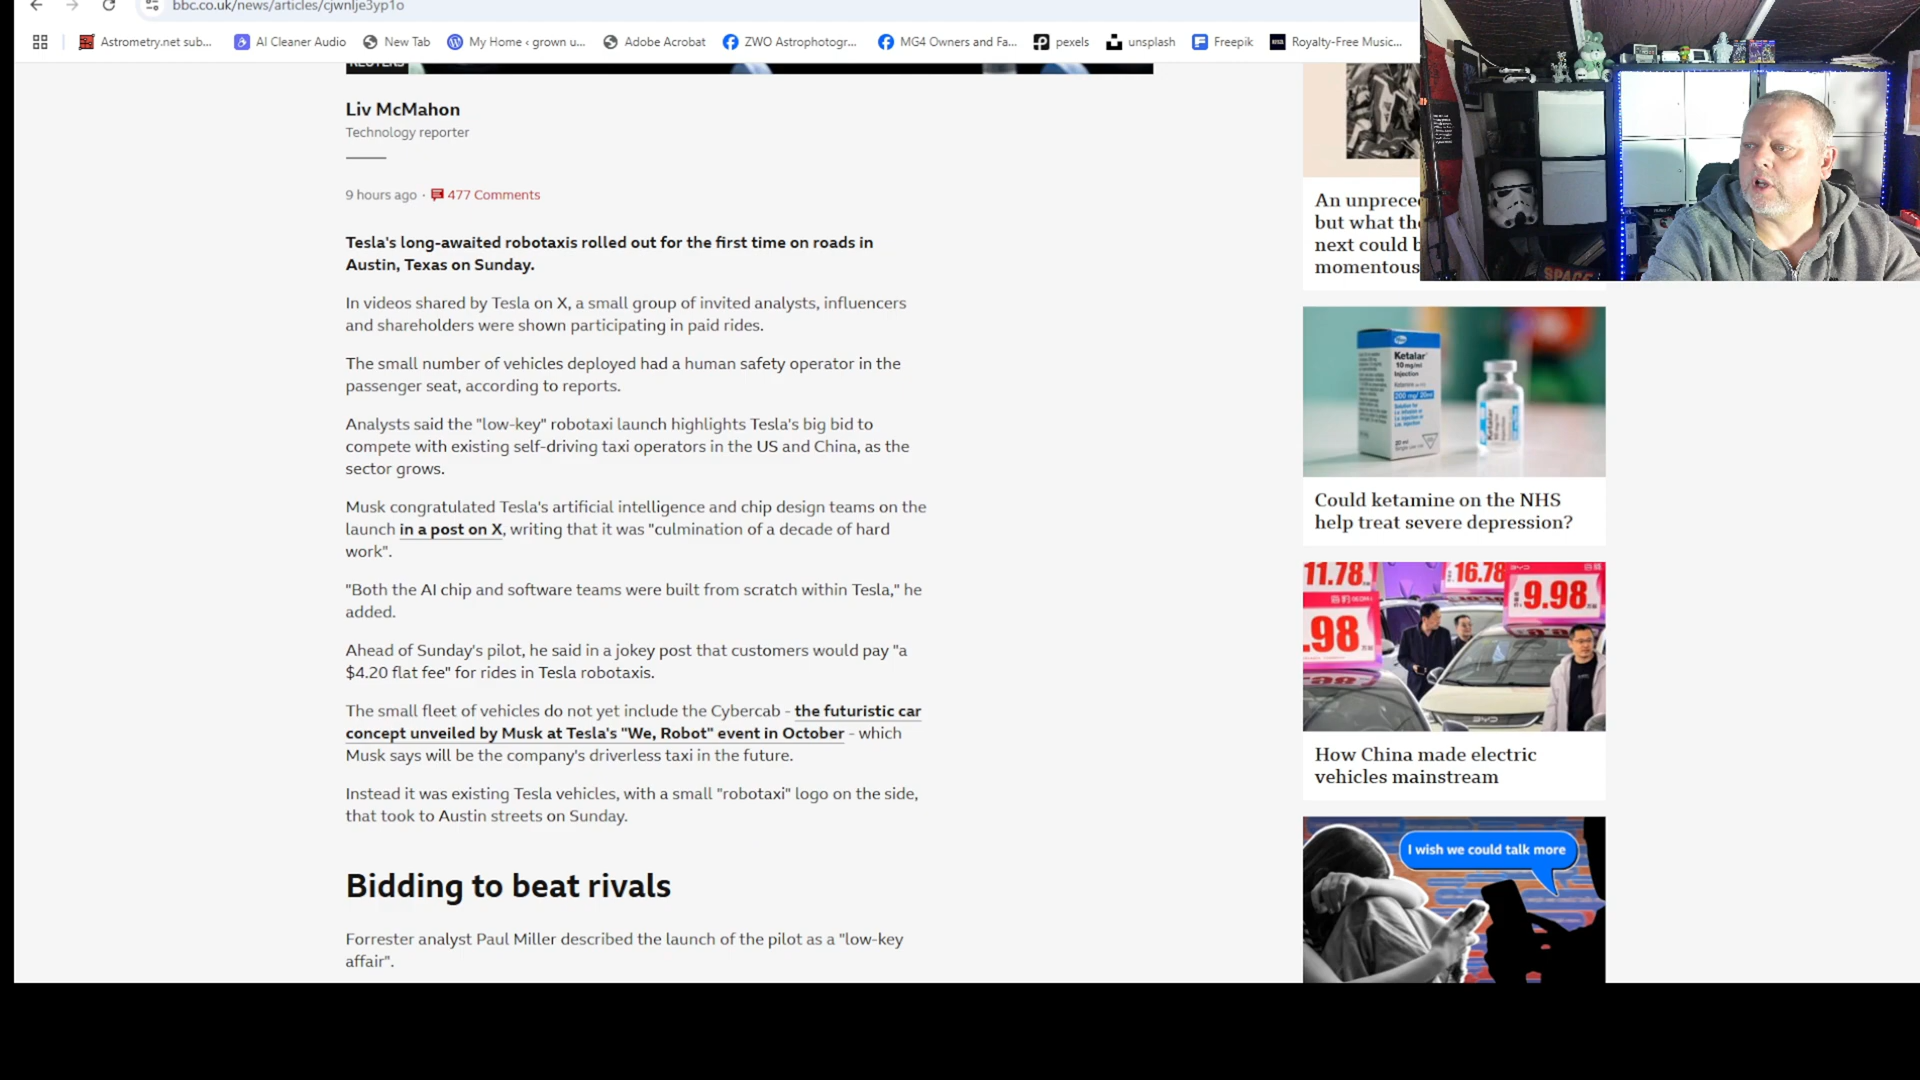 bbc.co.uk/news/articles/cjwnlje3yp1o
Astrometry.net sub...
AI Cleaner Audio
New Tab
My Home ‹ grown u...
Adobe Acrobat
ZWO Astrophotogr...
MG4 Owners and Fa...
pexels
unsplash
Freepik
Royalty-Free Music...
REUTERS
Liv McMahon
Technology reporter
9 hours ago · 477 Comments
Tesla's long-awaited robotaxis rolled out for the first time on roads in
Austin, Texas on Sunday.
In videos shared by Tesla on X, a small group of invited analysts, influencers
and shareholders were shown participating in paid rides.
The small number of vehicles deployed had a human safety operator in the
passenger seat, according to reports.
Analysts said the "low-key" robotaxi launch highlights Tesla's big bid to
compete with existing self-driving taxi operators in the US and China, as the
sector grows.
Musk congratulated Tesla's artificial intelligence and chip design teams on the
launch in a post on X, writing that it was "culmination of a decade of hard
work".
"Both the AI chip and software teams were built from scratch within Tesla," he
added.
Ahead of Sunday's pilot, he said in a jokey post that customers would pay "a
$4.20 flat fee" for rides in Tesla robotaxis.
The small fleet of vehicles do not yet include the Cybercab - the futuristic car
concept unveiled by Musk at Tesla's "We, Robot" event in October - which
Musk says will be the company's driverless taxi in the future.
Instead it was existing Tesla vehicles, with a small "robotaxi" logo on the side,
that took to Austin streets on Sunday.
Bidding to beat rivals
Forrester analyst Paul Miller described the launch of the pilot as a "low-key
affair".
An unprece
but what the
next could b
momentous
SPACE
Ketalar
10 mg/ml
Injection
200 mg/ 20ml
20 ml
Ketalar
Could ketamine on the NHS
help treat severe depression?
11.78
16.78
BYD
9.98
.98
BYD
How China made electric
vehicles mainstream
I wish we could talk more